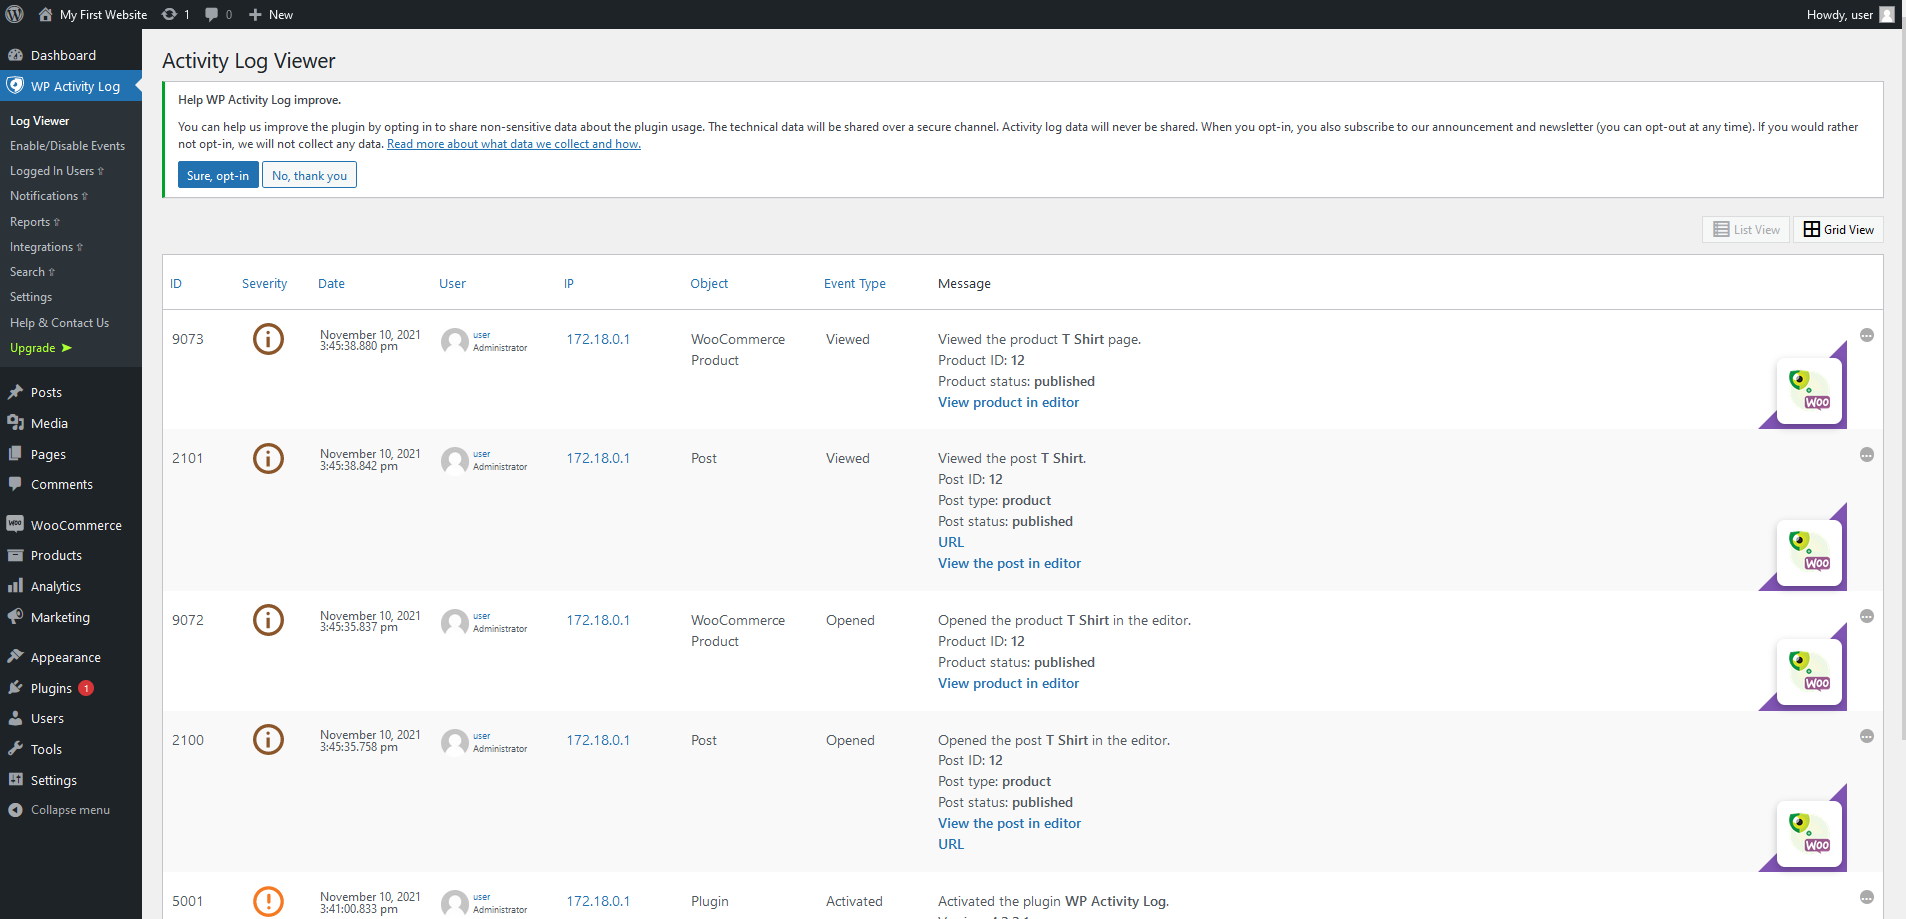 My First Website
1
0
New
Howdy, user
Dashboard
WP Activity Log
Log Viewer
Enable/Disable Events
Logged In Users ⇧
Notifications ⇧
Reports ⇧
Integrations ⇧
Search ⇧
Settings
Help & Contact Us
Upgrade ➤
Posts
Media
Pages
Comments
WooCommerce
Products
Analytics
Marketing
Appearance
Plugins 1
Users
Tools
Settings
Collapse menu
Activity Log Viewer
Help WP Activity Log improve.
You can help us improve the plugin by opting in to share non-sensitive data about the plugin usage. The technical data will be shared over a secure channel. Activity log data will never be shared. When you opt-in, you also subscribe to our announcement and newsletter (you can opt-out at any time). If you would rather
not opt-in, we will not collect any data. Read more about what data we collect and how.
Sure, opt-in
No, thank you
List View
Grid View
ID Severity Date User IP Object Event Type Message
9073
November 10, 2021
3:45:38.880 pm
user
Administrator
172.18.0.1
WooCommerce
Product
Viewed
Viewed the product T Shirt page.
Product ID: 12
Product status: published
View product in editor
Woo
2101
November 10, 2021
3:45:38.842 pm
user
Administrator
172.18.0.1
Post
Viewed
Viewed the post T Shirt.
Post ID: 12
Post type: product
Post status: published
URL
View the post in editor
Woo
9072
November 10, 2021
3:45:35.837 pm
user
Administrator
172.18.0.1
WooCommerce
Product
Opened
Opened the product T Shirt in the editor.
Product ID: 12
Product status: published
View product in editor
Woo
2100
November 10, 2021
3:45:35.758 pm
user
Administrator
172.18.0.1
Post
Opened
Opened the post T Shirt in the editor.
Post ID: 12
Post type: product
Post status: published
View the post in editor
URL
Woo
5001
November 10, 2021
3:41:00.833 pm
user
Administrator
172.18.0.1
Plugin
Activated
Activated the plugin WP Activity Log.